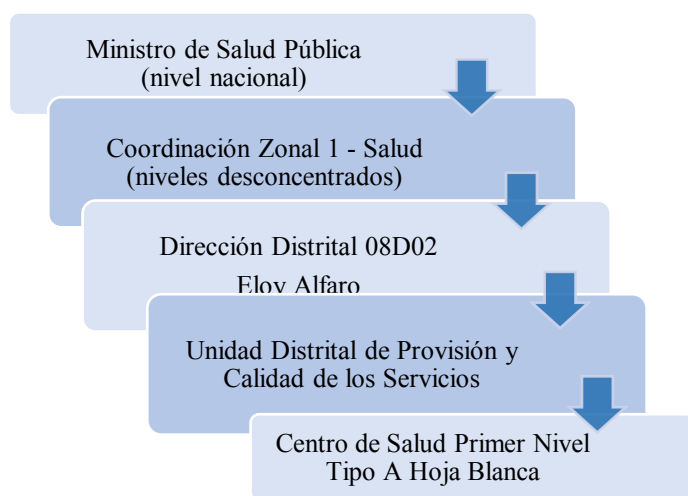 Ministro de Salud Pública
(nivel nacional)
Coordinación Zonal 1 - Salud
(niveles desconcentrados)
Dirección Distrital 08D02
Eloy Alfaro
Unidad Distrital de Provisión y
Calidad de los Servicios
Centro de Salud Primer Nivel
Tipo A Hoja Blanca